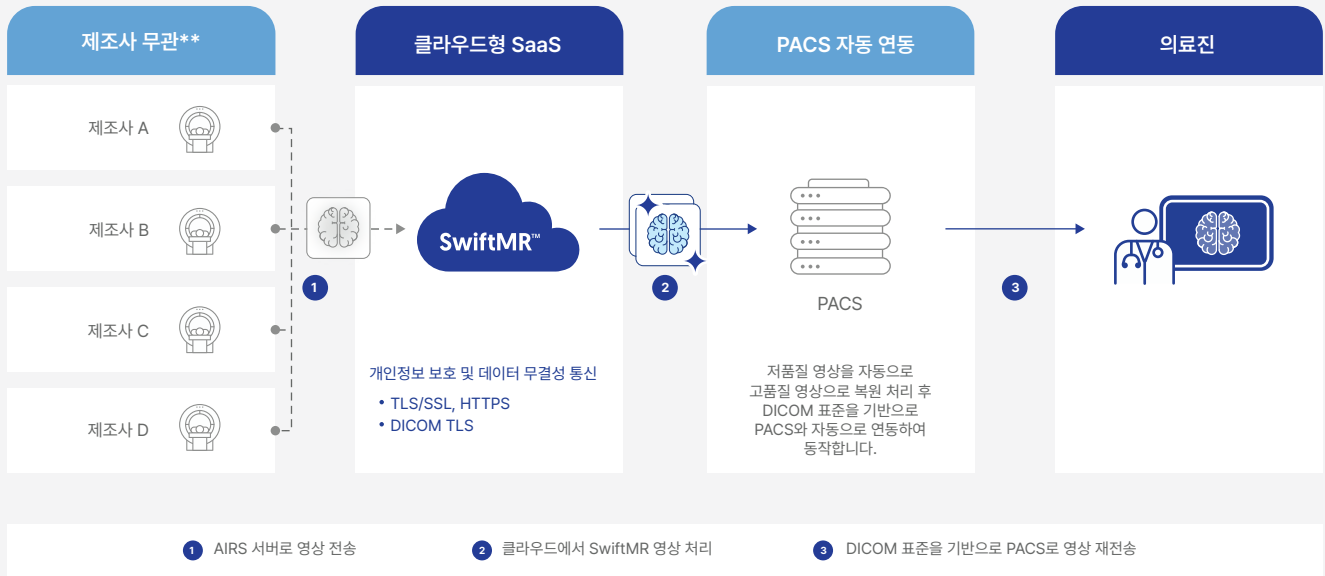 제조사 무관**
클라우드형 SaaS
PACS 자동 연동
의료진
제조사 A
제조사 B
제조사 C
제조사 D
1
SwiftMR™
개인정보 보호 및 데이터 무결성 통신
• TLS/SSL, HTTPS
• DICOM TLS
2
PACS
저품질 영상을 자동으로
고품질 영상으로 복원 처리 후
DICOM 표준을 기반으로
PACS와 자동으로 연동하여
동작합니다.
3
1 AIRS 서버로 영상 전송
2 클라우드에서 SwiftMR 영상 처리
3 DICOM 표준을 기반으로 PACS로 영상 재전송